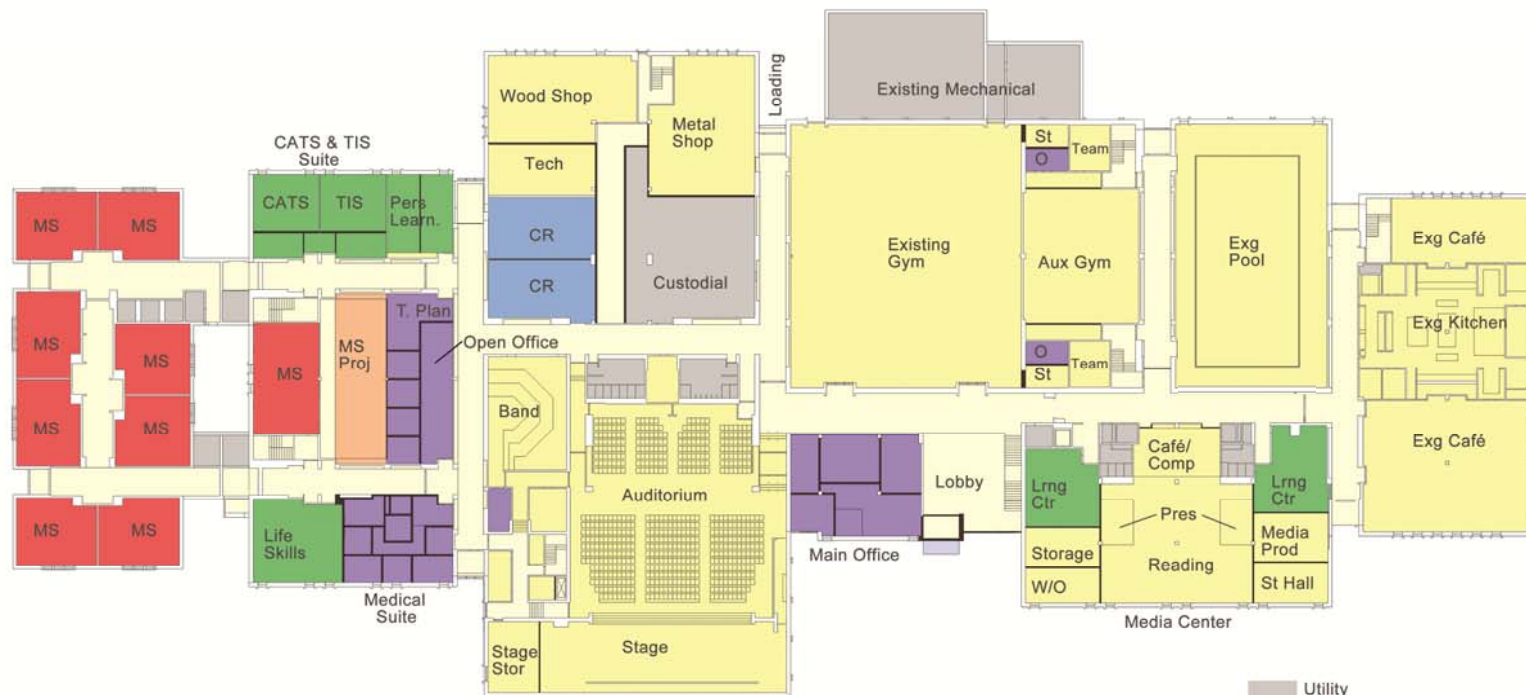 Existing Mechanical
Loading
Wood Shop
Metal
Shop
CATS & TIS
Suite
Tech
St
O
Team
CATS
TIS
Pers
Learn.
MS
MS
CR
CR
Custodial
Existing
Gym
Aux Gym
Exg
Pool
Exg Café
Exg Kitchen
T. Plan
Open Office
MS
Proj
MS
MS
MS
MS
MS
O
St
Team
Band
Auditorium
Café/
Comp
Exg Café
Lobby
Lrng
Ctr
Lrng
Ctr
Pres
MS
MS
Life
Skills
Main Office
Storage
Reading
Media
Prod
W/O
St Hall
Medical
Suite
Media Center
Stage
Stor
Stage
Utility